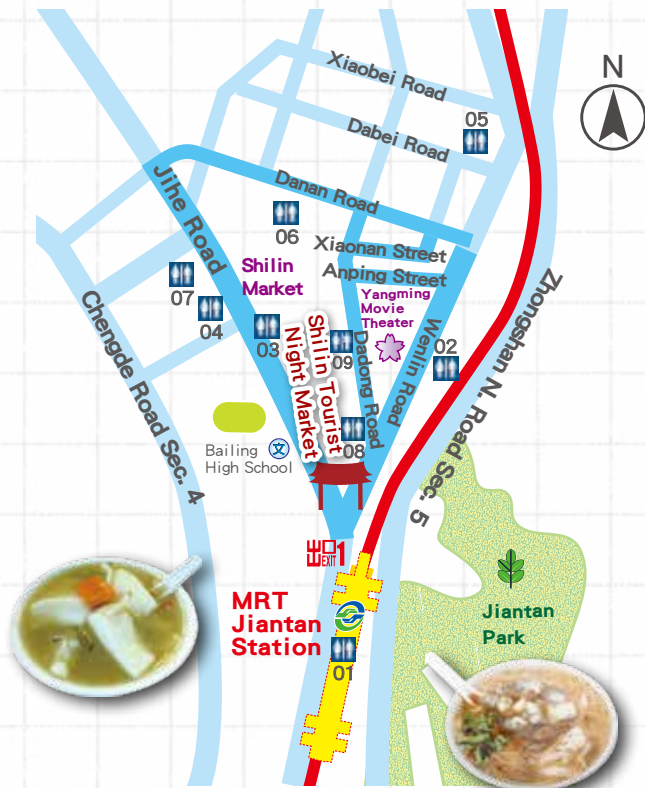 Xiaobei Road
N
05
Dabei Road
Jihe Road
Danan Road
06
Xiaonan Street
Shilin
Market
Anping Street
07
04
Yangming
Movie
Theater
Chengde Road Sec. 4
03
Shilin Tourist
Night Market
09
Dadong Road
Wenlin Road
02
Zhongshan N. Road Sec. 5
08
Bailing
High School
文
出口1
EXIT
MRT
Jiantan
Station
01
Jiantan
Park